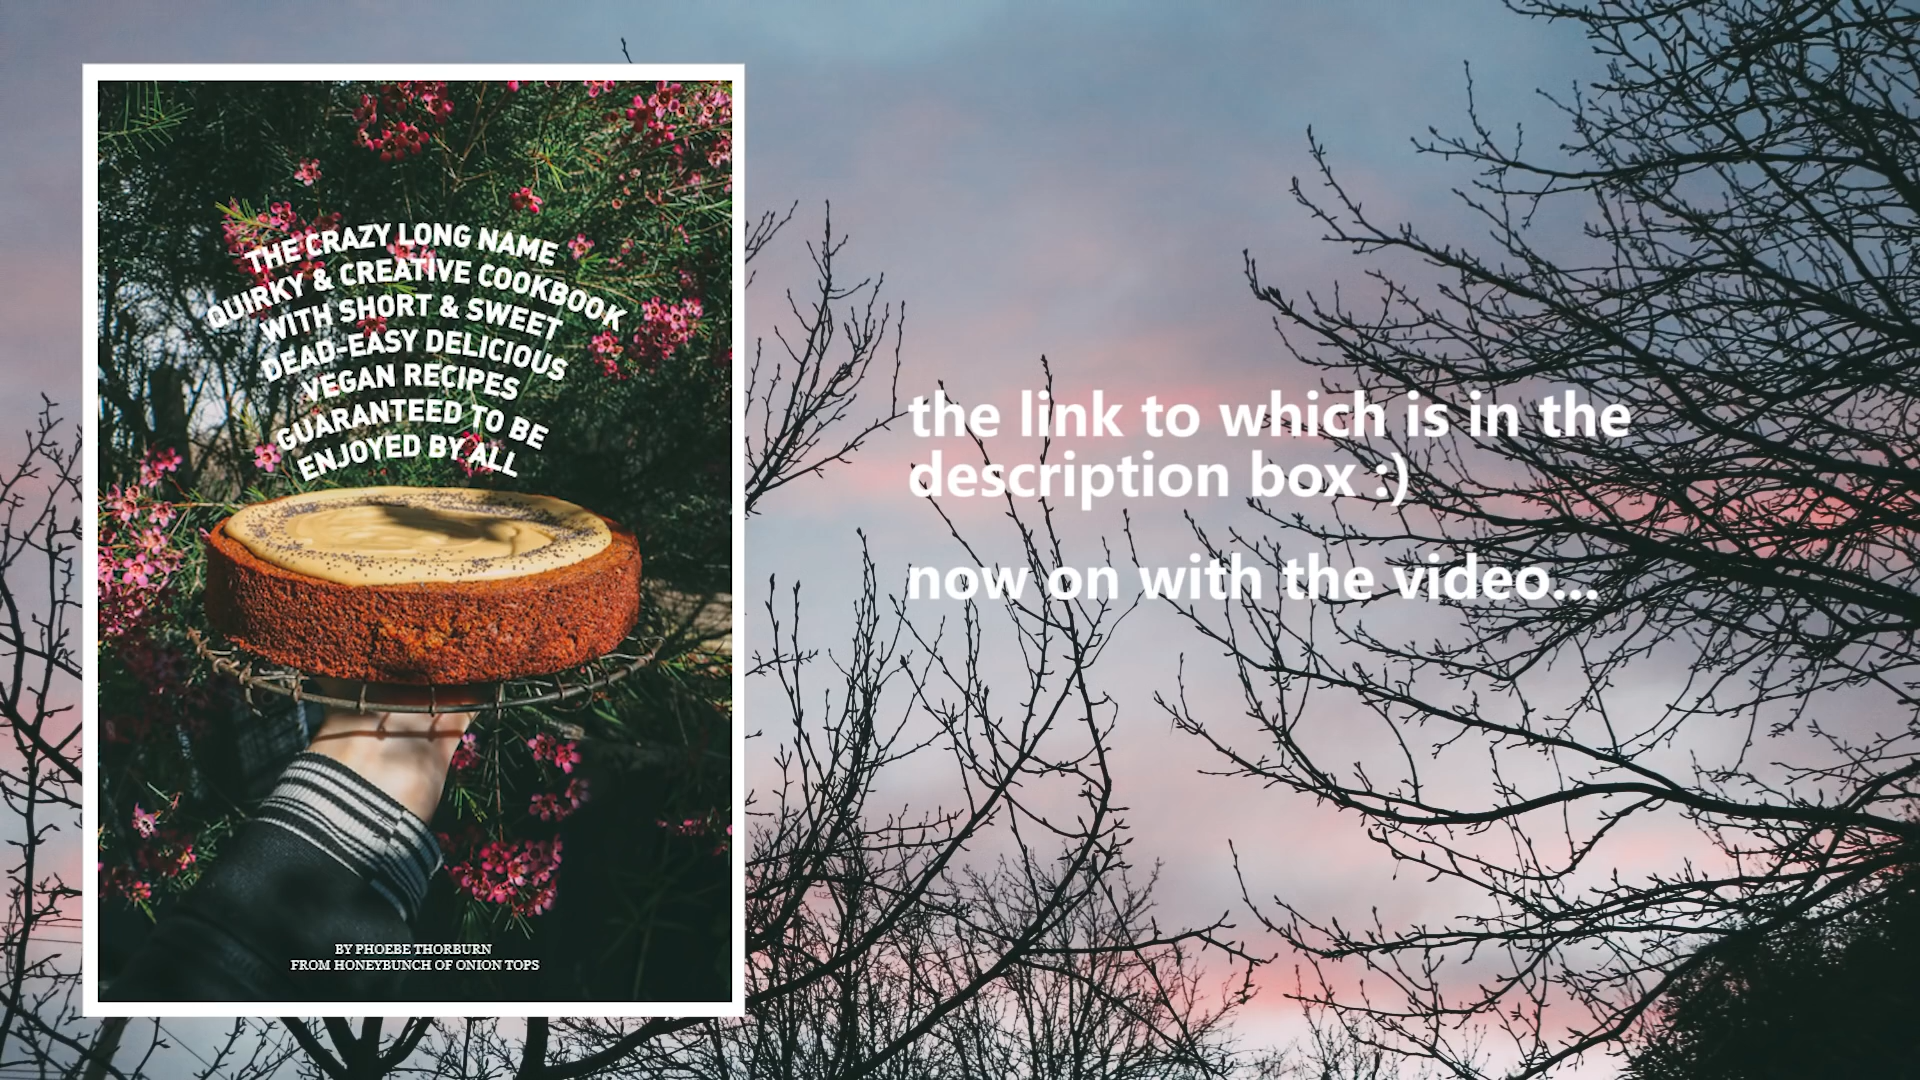 THE CRAZY LONG NAME
QUIRKY & CREATIVE COOKBOOK
WITH SHORT & SWEET
DEAD-EASY DELICIOUS
VEGAN RECIPES
GUARANTEED TO BE
ENJOYED BY ALL
BY PHOEBE THORBURN
FROM HONEYBUNCH OF ONION TOPS
the link to which is in the
description box :)
now on with the video...